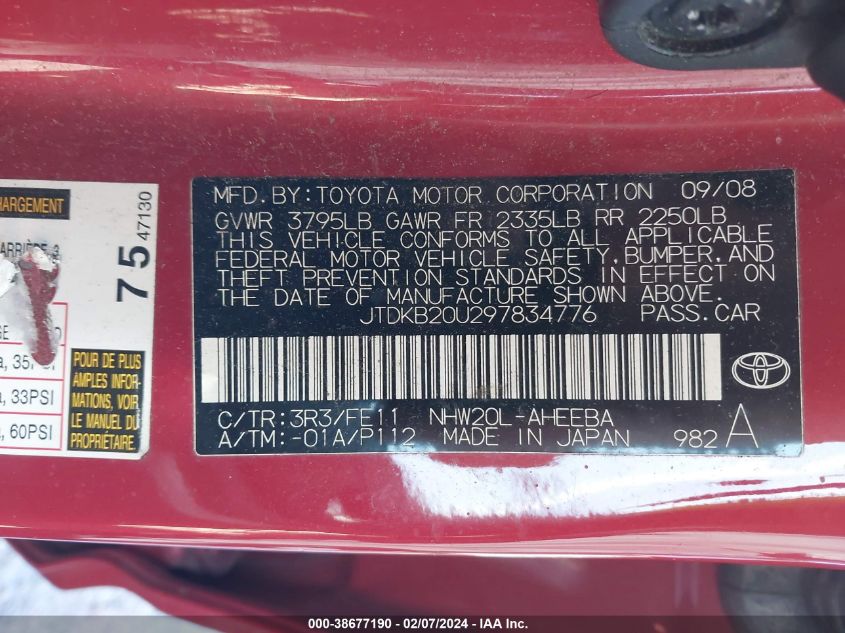 HARGEMENT
75
47130
35PSI
a, 33PSI
a, 60PSI
POUR DE PLUS
AMPLES INFOR-
MATIONS, VOIR
LE MANUEL DU
PROPRIÉTAIRE.
MFD. BY: TOYOTA MOTOR CORPORATION 09/08
GVWR 3795LB GAWR FR 2335LB RR 2250LB
THIS VEHICLE CONFORMS TO ALL APPLICABLE
FEDERAL MOTOR VEHICLE SAFETY, BUMPER, AND
THEFT PREVENTION STANDARDS IN EFFECT ON
THE DATE OF MANUFACTURE SHOWN ABOVE.
JTDKB20U297834776 PASS. CAR
C/TR: 3R3/FE11 NHW20L-AHEEBA
A/TM: -01A/P112 MADE IN JAPAN 982 A
000-38677190 - 02/07/2024 - IAA Inc.